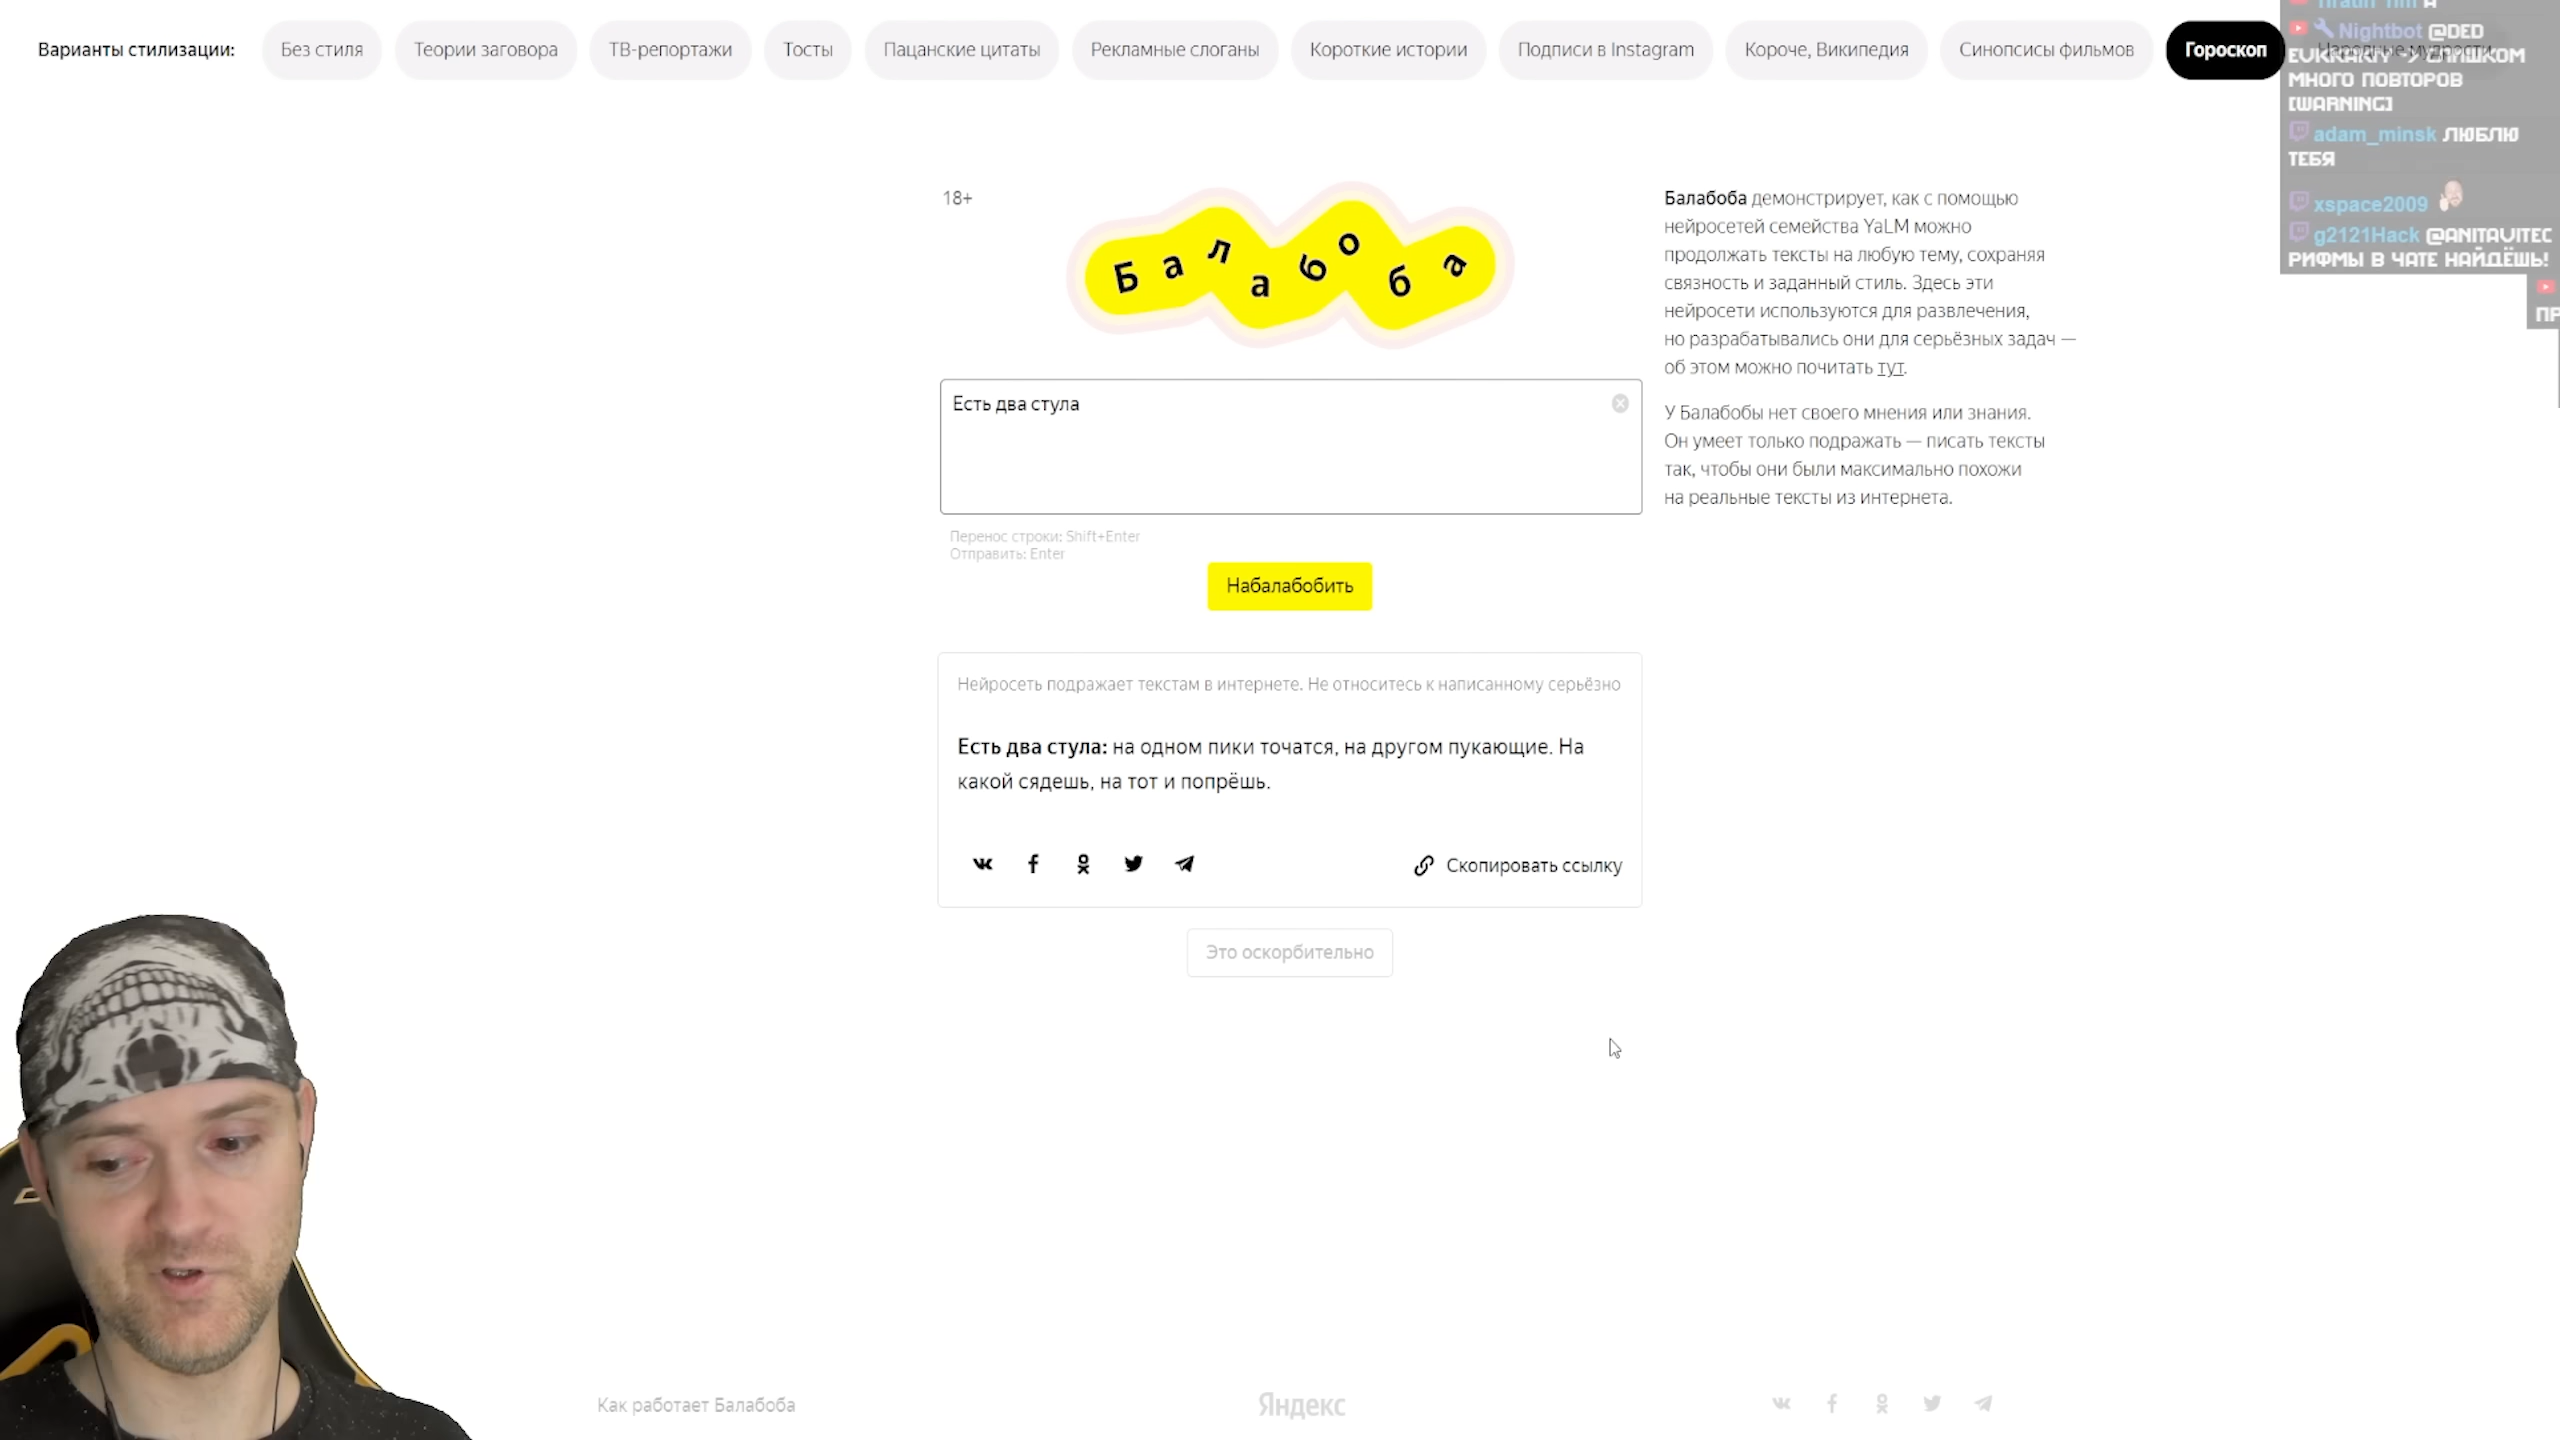 Варианты стилизации:
Без стиля
Теории заговора
ТВ-репортажи
Тосты
Пацанские цитаты
Рекламные слоганы
Короткие истории
Подписи в Instagram
Короче, Википедия
Синопсисы фильмов
Гороскоп
Народные мудрости
Nightbot @DED
МНОГО ПОВТОРОВ
[WARNING]
adam_minsk ЛЮБЛЮ
ТЕБЯ
xspace2009
g2121Hack @ANITAVITEC
РИФМЫ В ЧАТЕ НАЙДЁШЬ!
18+
Балабоба
Балабоба демонстрирует, как с помощью
нейросетей семейства YaLM можно
продолжать тексты на любую тему, сохраняя
связность и заданный стиль. Здесь эти
нейросети используются для развлечения,
но разрабатывались они для серьёзных задач —
об этом можно почитать тут.
У Балабобы нет своего мнения или знания.
Он умеет только подражать — писать тексты
так, чтобы они были максимально похожи
на реальные тексты из интернета.
Есть два стула
Перенос строки: Shift+Enter
Отправить: Enter
Набалабобить
Нейросеть подражает текстам в интернете. Не относитесь к написанному серьёзно
Есть два стула: на одном пики точатся, на другом пукающие. На
какой сядешь, на тот и попрёшь.
Скопировать ссылку
Это оскорбительно
Как работает Балабоба
Яндекс